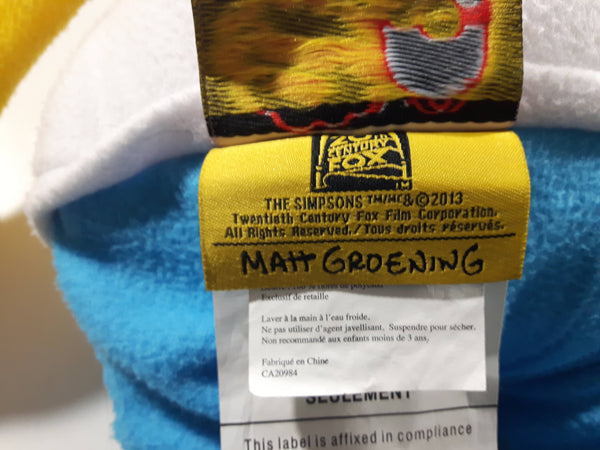 CENTURY
FOX
THE SIMPSONS TM/MC&©2013
Twentieth Century Fox Film Corporation.
All Rights Reserved./Tous droits réservés.
MATT GROENING
Exclusif de retaille
Laver à la main à l'eau froide.
Ne pas utiliser d'agent javellisant. Suspendre pour sécher.
Non recommandé aux enfants moins de 3 ans,
Fabriqué en Chine
CA20984
SEULEMENT
This label is affixed in compliance